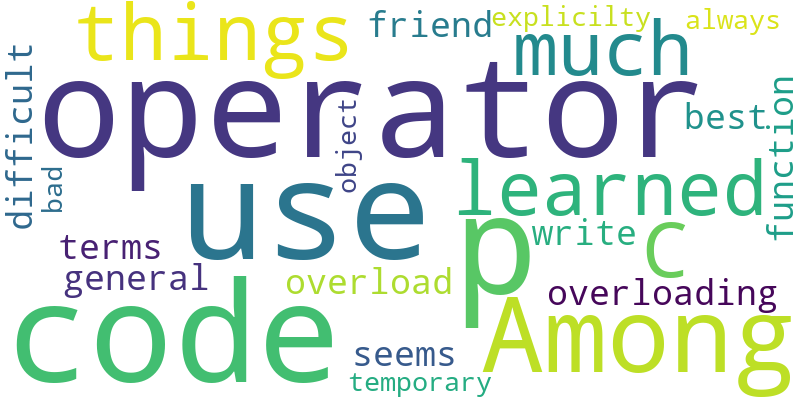 things
friend
explicilty
always
much
operator
difficult
object
best
function
bad
use
learned
p
write
C
terms
general
overload
overloading
code
Among
seems
temporary